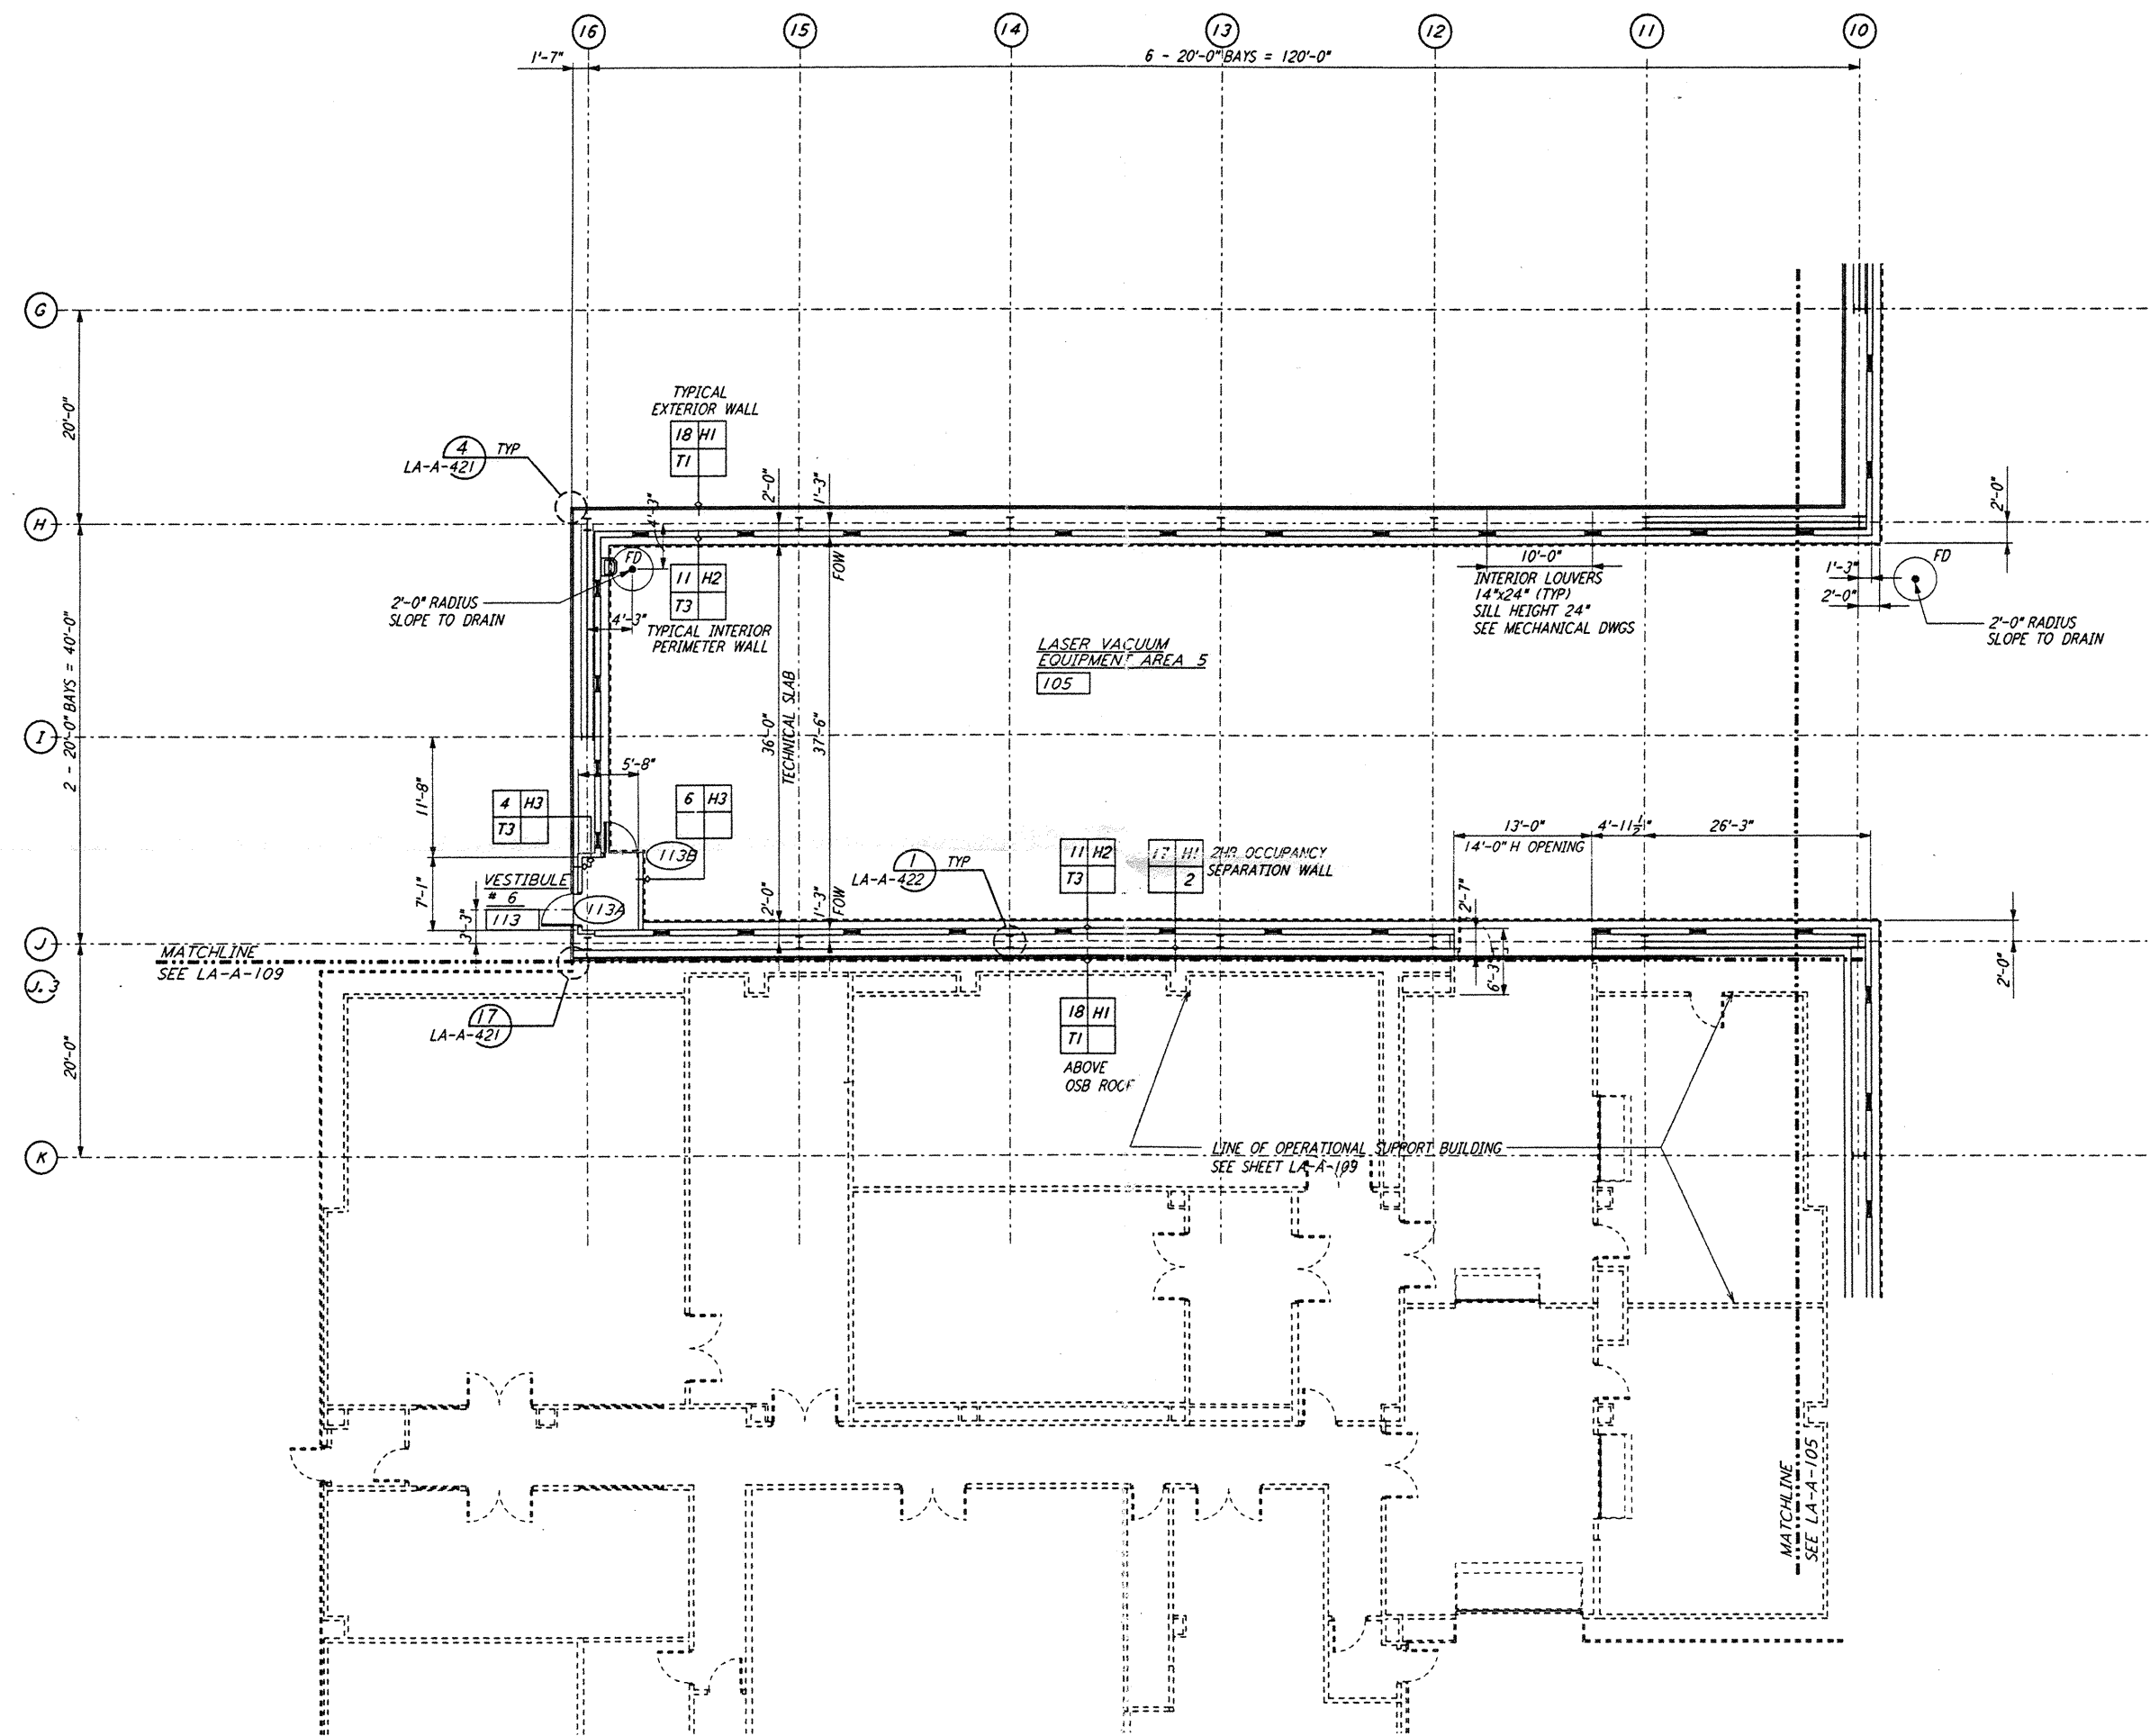 16
15
14
13
12
11
10
1'-7"
6 - 20'-0" BAYS = 120'-0"
G
H
I
J
J.3
K
20'-0"
2 - 20'-0" BAYS = 40'-0"
20'-0"
TYPICAL
EXTERIOR WALL
18 H1
T1
4 TYP
LA-A-421
4'-3"
2'-0"
1'-3"
FOW
FD
2'-0" RADIUS
SLOPE TO DRAIN
4'-3"
11 H2
T3
TYPICAL INTERIOR
PERIMETER WALL
10'-0"
INTERIOR LOUVERS
14"x24" (TYP)
SILL HEIGHT 24"
SEE MECHANICAL DWGS
2'-0"
FD
1'-3"
2'-0"
2'-0" RADIUS
SLOPE TO DRAIN
LASER VACUUM
EQUIPMENT AREA 5
105
36'-0"
TECHNICAL SLAB
37'-6"
5'-8"
11'-8"
4 H3
T3
6 H3
113B
VESTIBULE
# 6
113
113A
7'-1"
3'-3"
2'-0"
1'-3"
FOW
1 TYP
LA-A-422
11 H2
T3
17 H1
2
2HR OCCUPANCY
SEPARATION WALL
13'-0"
4'-11½"
26'-3"
14'-0" H OPENING
2'-7"
6'-3"
2'-0"
MATCHLINE
SEE LA-A-109
17
LA-A-421
18 H1
T1
ABOVE
OSB ROOF
LINE OF OPERATIONAL SUPPORT BUILDING
SEE SHEET LA-A-109
MATCHLINE
SEE LA-A-105